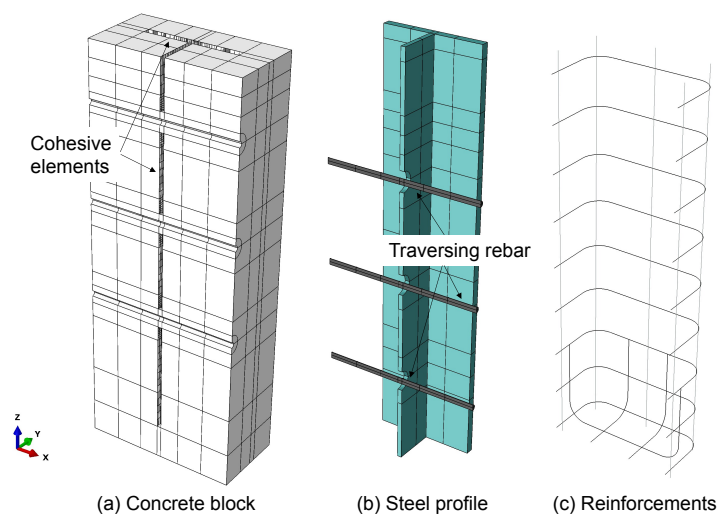 Cohesive
elements
Traversing rebar
Z
Y
X
(a) Concrete block
(b) Steel profile
(c) Reinforcements